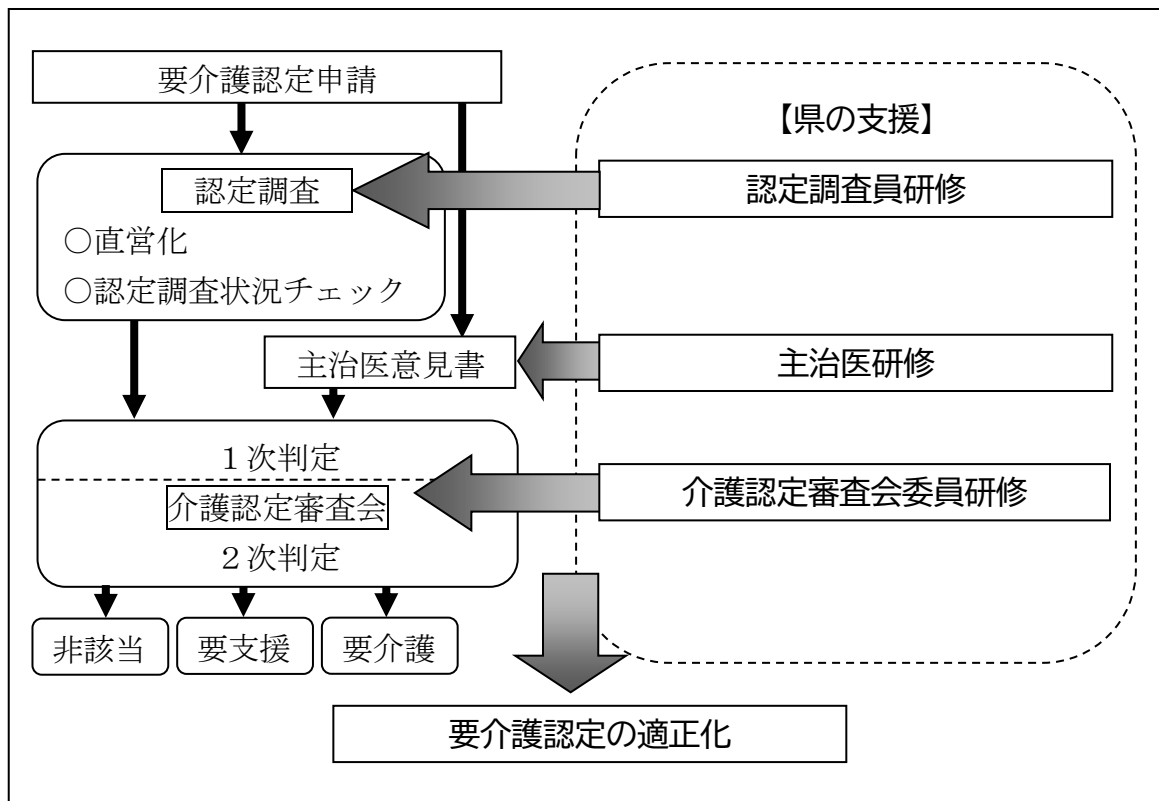 要介護認定申請
【県の支援】
認定調査
認定調査員研修
○直営化
○認定調査状況チェック
主治医意見書
主治医研修
1次判定
介護認定審査会
介護認定審査会委員研修
2次判定
非該当
要支援
要介護
要介護認定の適正化